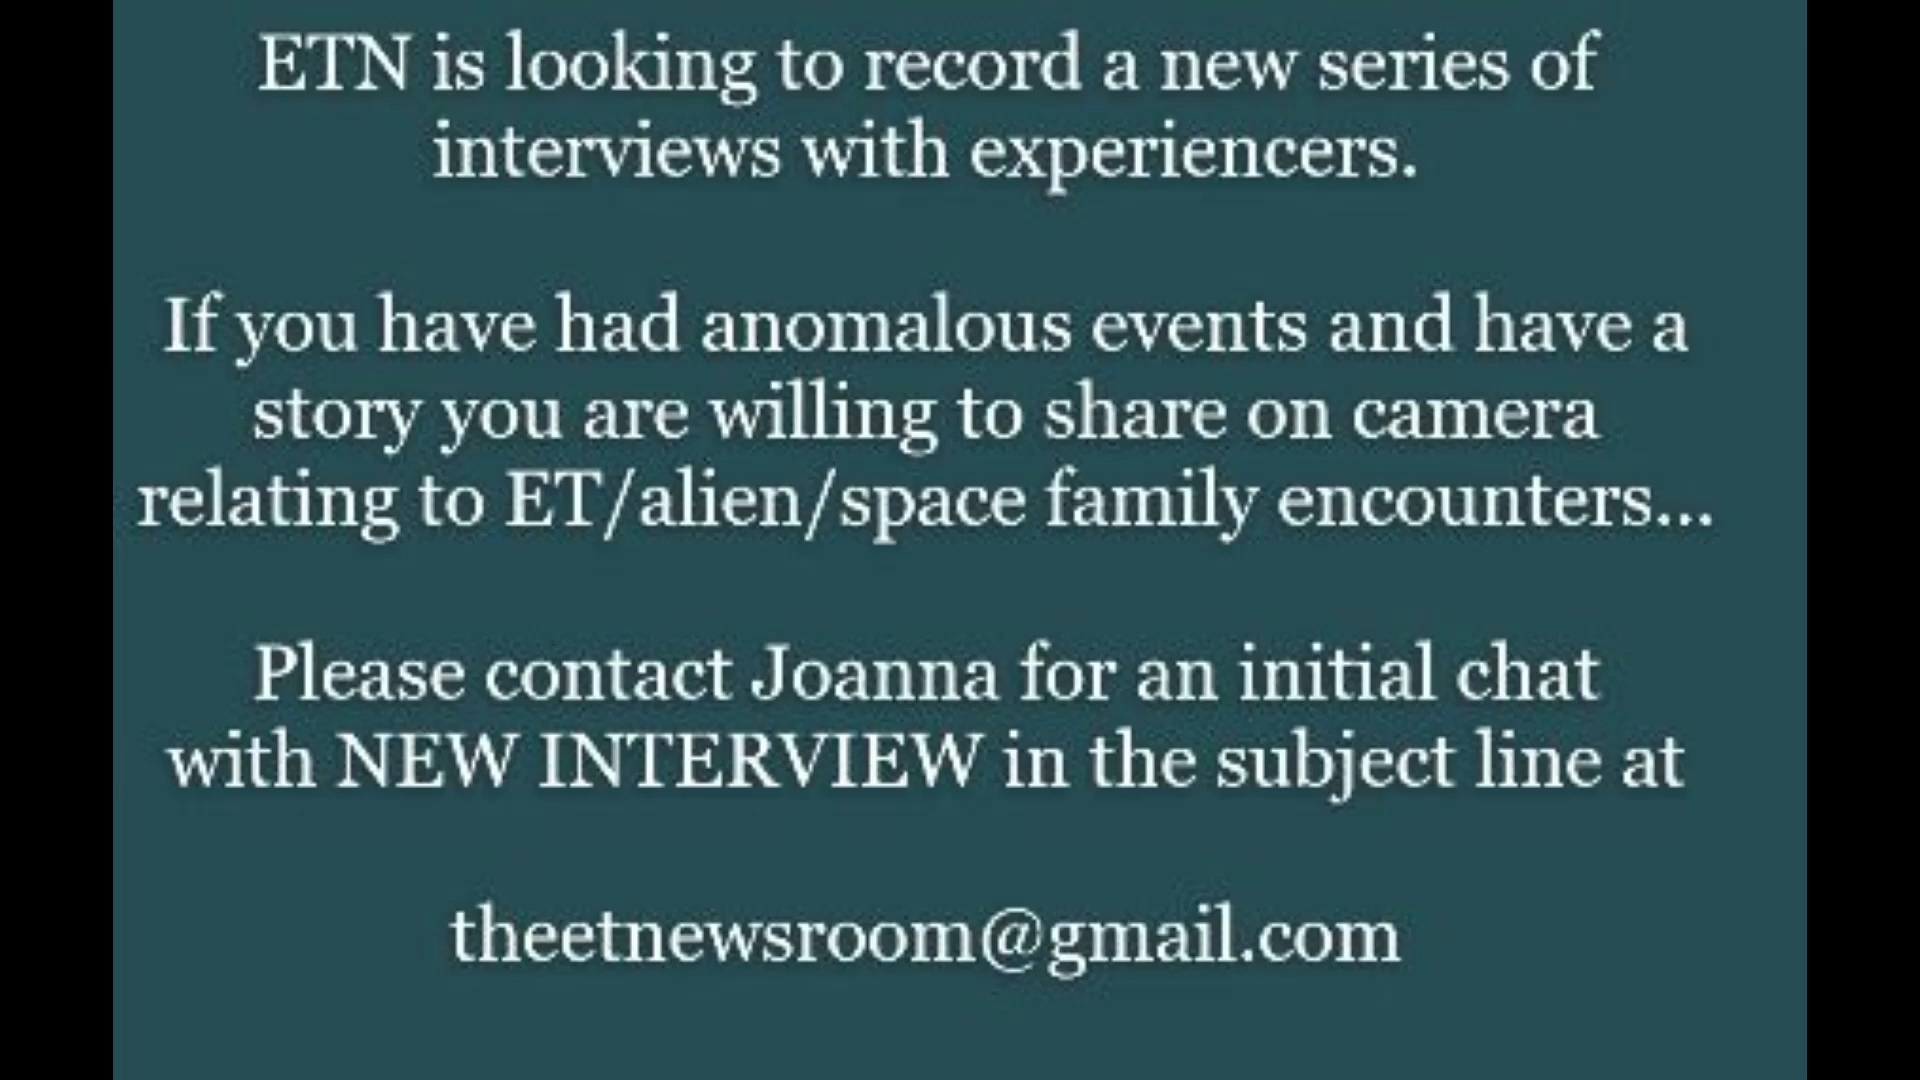 ETN is looking to record a new series of
interviews with experiencers.
If you have had anomalous events and have a
story you are willing to share on camera
relating to ET/alien/space family encounters...
Please contact Joanna for an initial chat
with NEW INTERVIEW in the subject line at
theetnewsroom@gmail.com